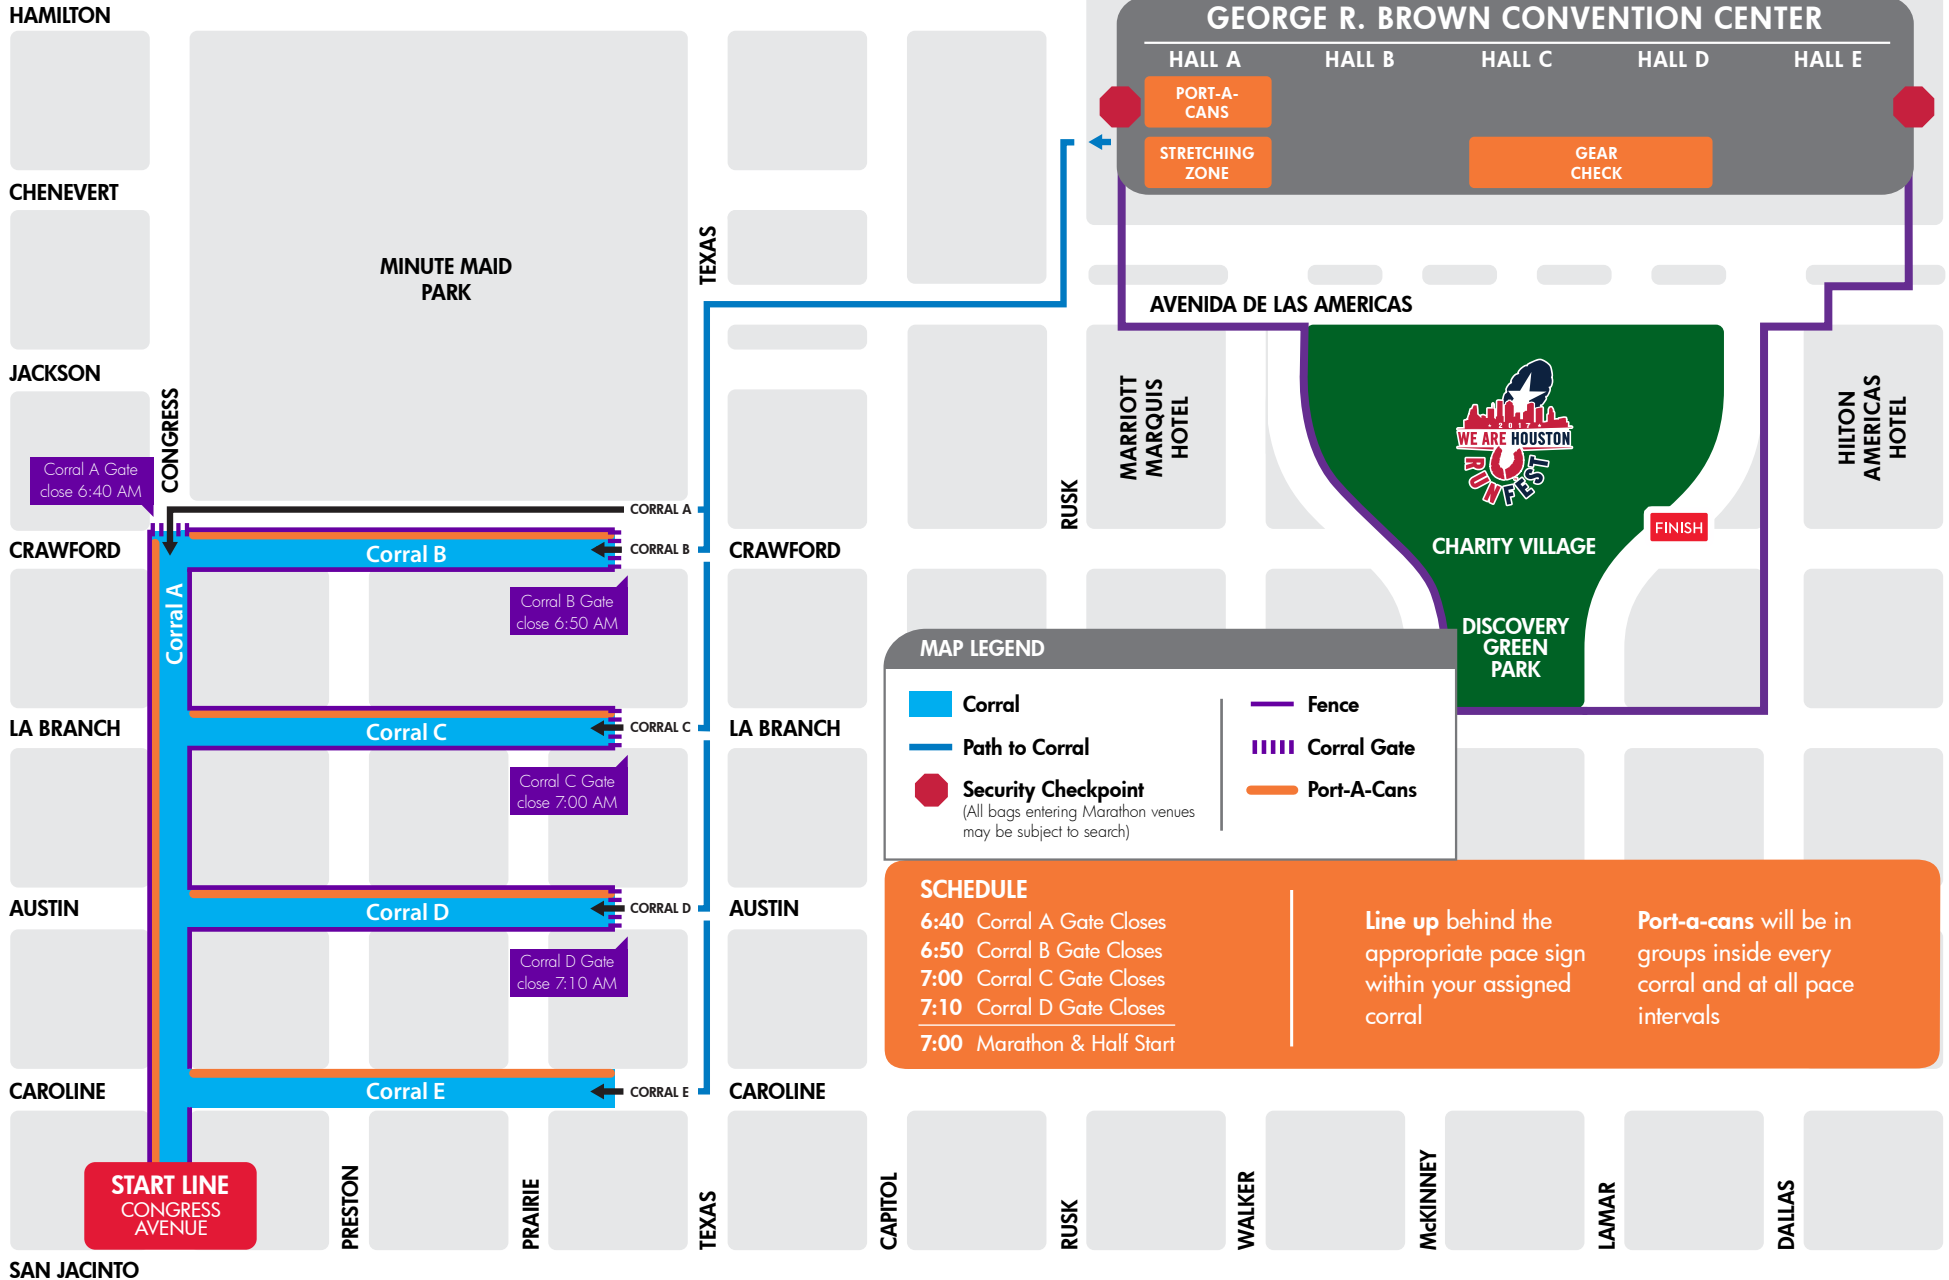 HAMILTON
GEORGE R. BROWN CONVENTION CENTER
HALL A
HALL B
HALL C
HALL D
HALL E
PORT-A-
CANS
STRETCHING
ZONE
GEAR
CHECK
CHENEVERT
MINUTE MAID
PARK
TEXAS
AVENIDA DE LAS AMERICAS
JACKSON
CONGRESS
Corral A Gate
close 6:40 AM
MARRIOTT
MARQUIS
HOTEL
HILTON
AMERICAS
HOTEL
2017
WE ARE HOUSTON
RUNFEST
RUSK
FINISH
CHARITY VILLAGE
DISCOVERY
GREEN
PARK
CORRAL A
CRAWFORD
Corral B
CORRAL B
CRAWFORD
Corral A
Corral B Gate
close 6:50 AM
LA BRANCH
Corral C
CORRAL C
LA BRANCH
Corral C Gate
close 7:00 AM
MAP LEGEND
Corral
Path to Corral
Security Checkpoint
(All bags entering Marathon venues
may be subject to search)
Fence
Corral Gate
Port-A-Cans
AUSTIN
Corral D
CORRAL D
AUSTIN
Corral D Gate
close 7:10 AM
SCHEDULE
6:40 Corral A Gate Closes
6:50 Corral B Gate Closes
7:00 Corral C Gate Closes
7:10 Corral D Gate Closes
7:00 Marathon & Half Start
Line up behind the
appropriate pace sign
within your assigned
corral
Port-a-cans will be in
groups inside every
corral and at all pace
intervals
CAROLINE
Corral E
CORRAL E
CAROLINE
START LINE
CONGRESS
AVENUE
PRESTON
PRAIRIE
TEXAS
CAPITOL
RUSK
WALKER
McKINNEY
LAMAR
DALLAS
SAN JACINTO